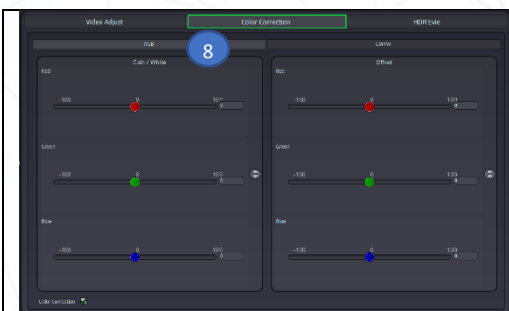 Video Adjust Color Correction HDR Evie
RGB 8 CMYW
Gain / White Offset
Red Red
-100 0 100 -100 0 100
0 0
Green Green
-100 0 100 -100 0 100
0 0
Blue Blue
-100 0 100 -100 0 100
0 0
Color Correction